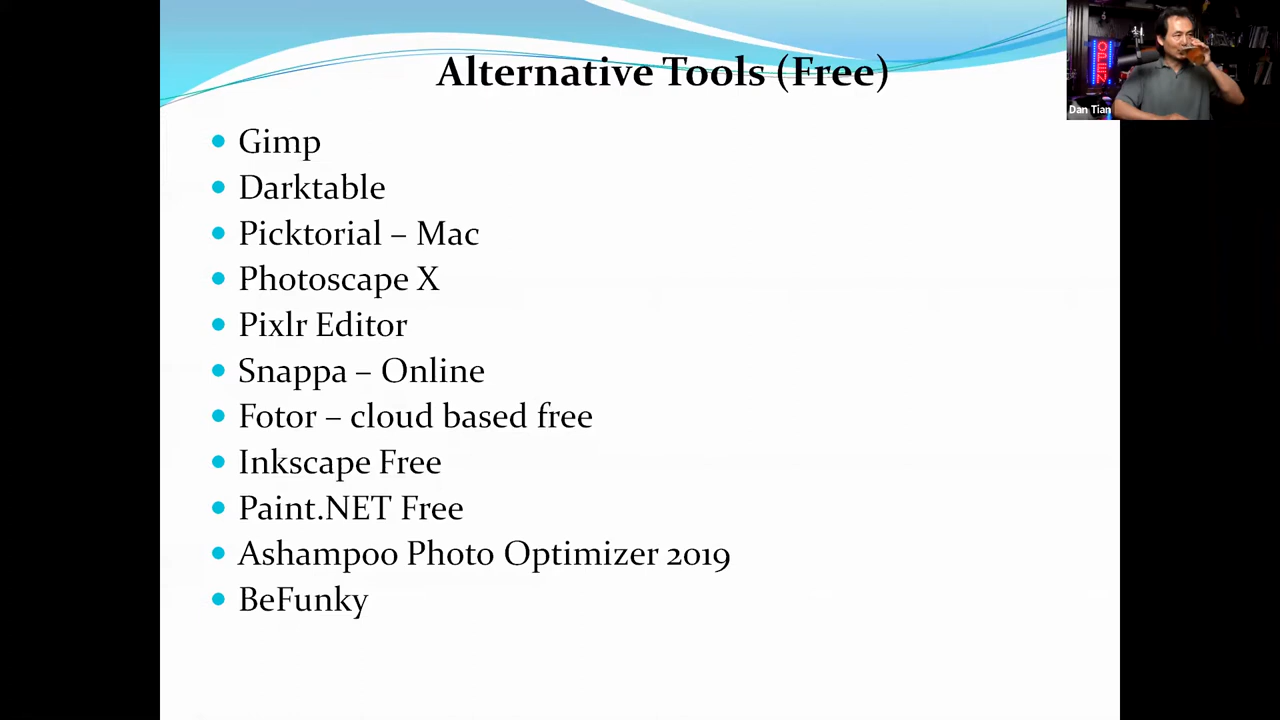 Alternative Tools (Free)
• Gimp
• Darktable
• Picktorial – Mac
• Photoscape X
• Pixlr Editor
• Snappa – Online
• Fotor – cloud based free
• Inkscape Free
• Paint.NET Free
• Ashampoo Photo Optimizer 2019
• BeFunky
OPEN
Dan Tian